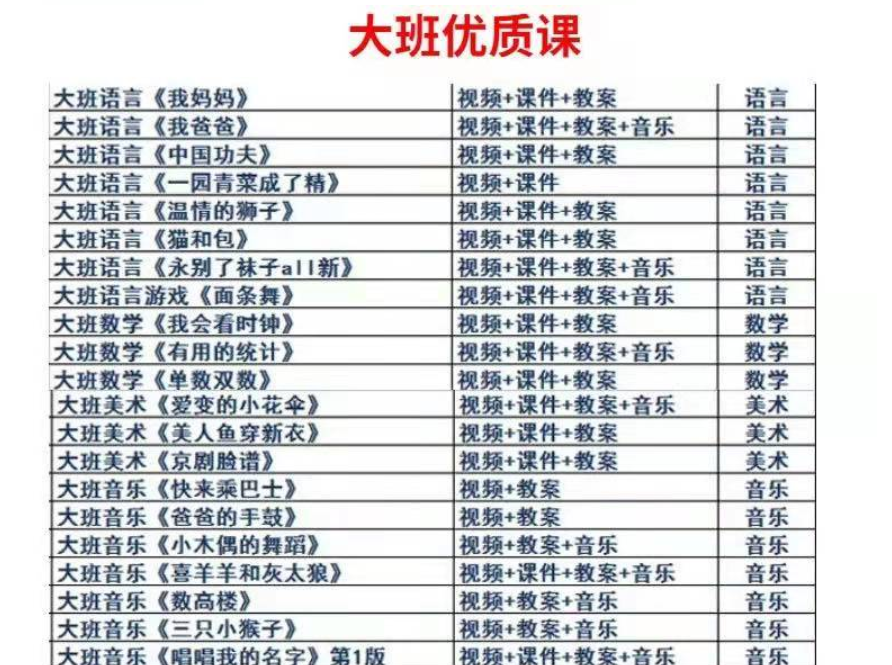 大班优质课
大班语言《我妈妈》 视频+课件+教案 语言
大班语言《我爸爸》 视频+课件+教案+音乐 语言
大班语言《中国功夫》 视频+课件+教案 语言
大班语言《一园青菜成了精》 视频+课件 语言
大班语言《温情的狮子》 视频+课件+教案 语言
大班语言《猫和包》 视频+课件+教案 语言
大班语言《永别了袜子all新》 视频+课件+教案+音乐 语言
大班语言游戏《面条舞》 视频+课件+教案+音乐 语言
大班数学《我会看时钟》 视频+课件+教案 数学
大班数学《有用的统计》 视频+课件+教案+音乐 数学
大班数学《单数双数》 视频+课件+教案 数学
大班美术《爱变的小花伞》 视频+课件+教案+音乐 美术
大班美术《美人鱼穿新衣》 视频+课件+教案 美术
大班美术《京剧脸谱》 视频+课件+教案 美术
大班音乐《快来乘巴士》 视频+教案 音乐
大班音乐《爸爸的手鼓》 视频+教案 音乐
大班音乐《小木偶的舞蹈》 视频+教案+音乐 音乐
大班音乐《喜羊羊和灰太狼》 视频+课件+教案+音乐 音乐
大班音乐《数高楼》 视频+教案+音乐 音乐
大班音乐《三只小猴子》 视频+教案+音乐 音乐
大班音乐《唱唱我的名字》第1版 视频+课件+教案+音乐 音乐